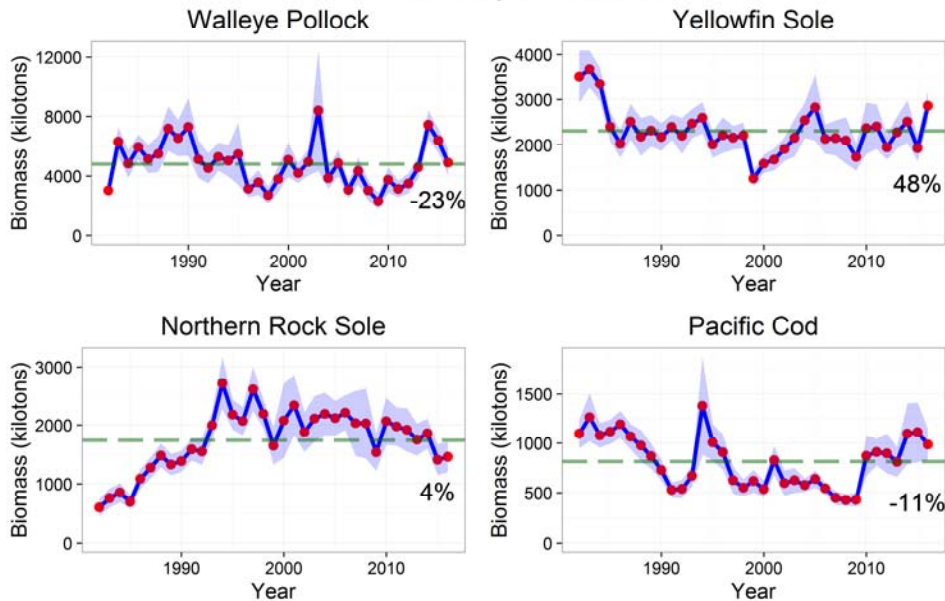 Walleye Pollock
Biomass (kilotons)
12000
8000
4000
0
-23%
1990
2000
2010
Year
Yellowfin Sole
Biomass (kilotons)
4000
3000
2000
1000
0
48%
1990
2000
2010
Year
Northern Rock Sole
Biomass (kilotons)
3000
2000
1000
0
4%
1990
2000
2010
Year
Pacific Cod
Biomass (kilotons)
1500
1000
500
0
-11%
1990
2000
2010
Year